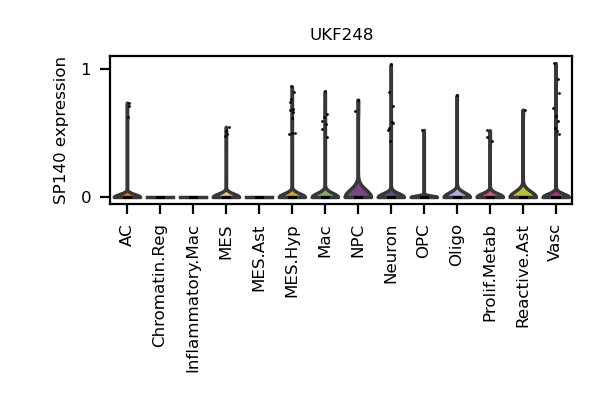 UKF248
SP140 expression
1
0
AC
Chromatin.Reg
Inflammatory.Mac
MES
MES.Ast
MES.Hyp
Mac
NPC
Neuron
OPC
Oligo
Prolif.Metab
Reactive.Ast
Vasc